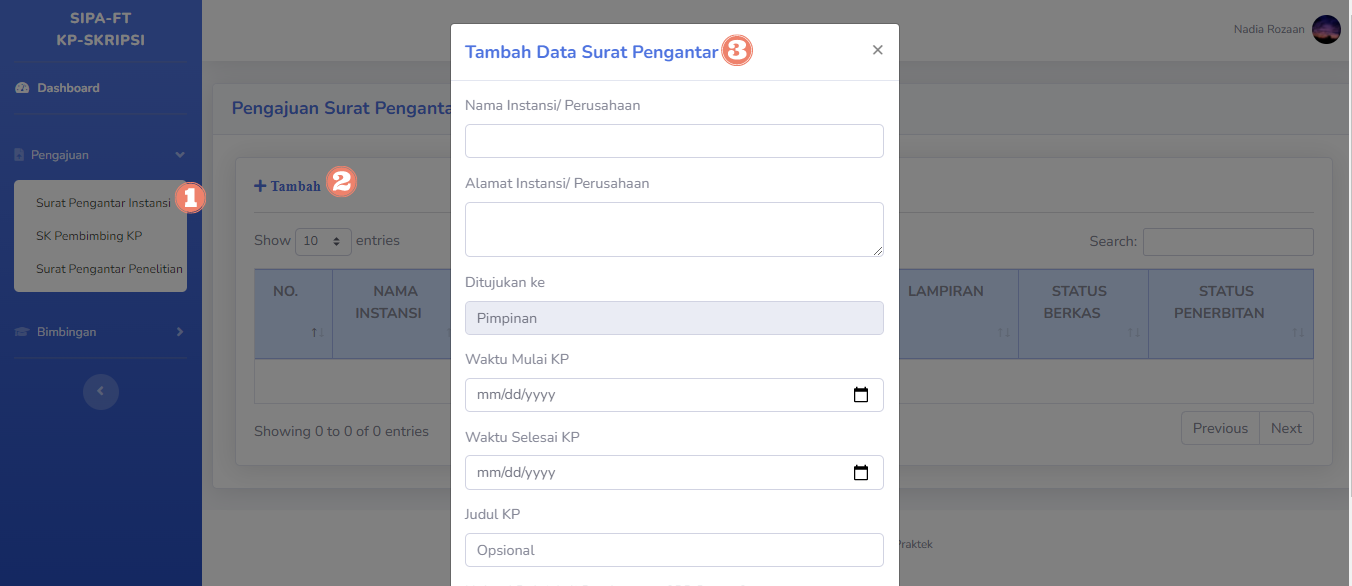 SIPA-FT
KP-SKRIPSI
Dashboard
Pengajuan
Surat Pengantar Instansi
1
SK Pembimbing KP
Surat Pengantar Penelitian
Bimbingan
Nadia Rozaan
Pengajuan Surat
Tambah
2
Show 10 entries
Search:
NO.
NAMA
INSTANSI
LAMPIRAN
STATUS
BERKAS
STATUS
PENERBITAN
Showing 0 to 0 of 0 entries
Previous
Next
Praktek
Tambah Data Surat Pengantar 3
×
Nama Instansi/ Perusahaan
Alamat Instansi/ Perusahaan
Ditujukan ke
Pimpinan
Waktu Mulai KP
mm/dd/yyyy
Waktu Selesai KP
mm/dd/yyyy
Judul KP
Opsional